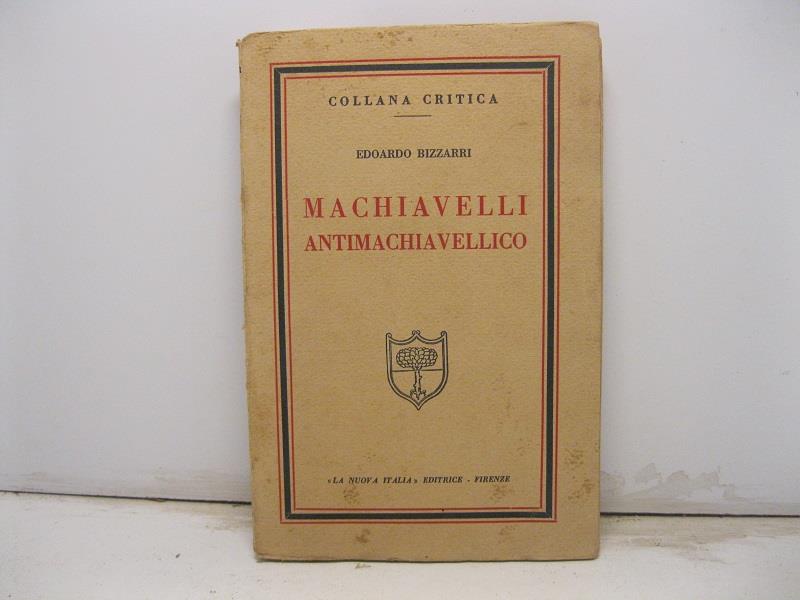 COLLANA CRITICA
EDOARDO BIZZARRI
MACHIAVELLI
ANTIMACHIAVELLICO
«LA NUOVA ITALIA» EDITRICE - FIRENZE